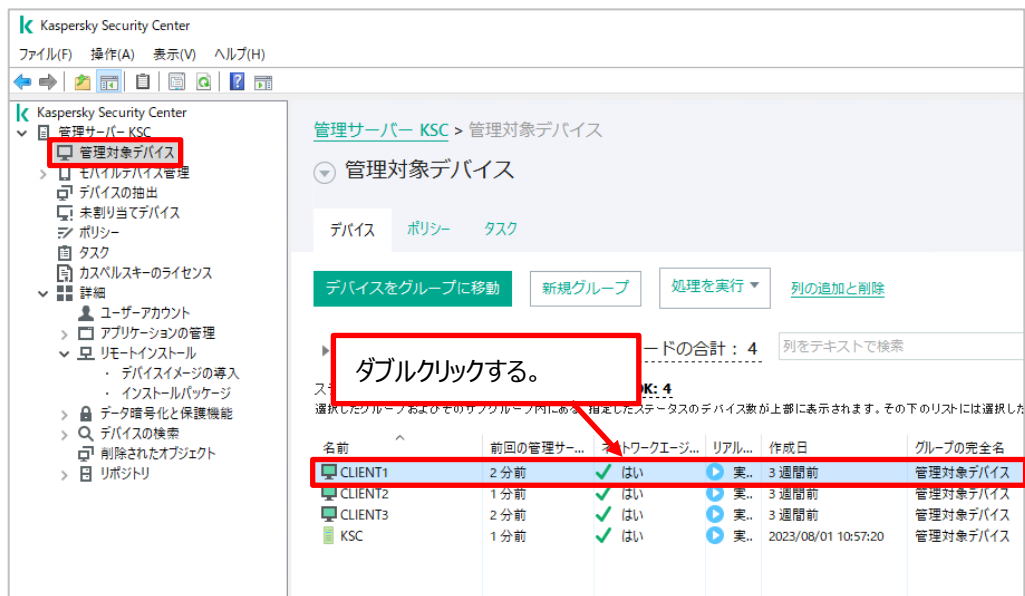 Kaspersky Security Center
ファイル(F) 操作(A) 表示(V) ヘルプ(H)
Kaspersky Security Center
管理サーバー KSC
管理対象デバイス
モバイルデバイス管理
デバイスの抽出
未割り当てデバイス
ポリシー
タスク
カスペルスキーのライセンス
詳細
ユーザーアカウント
アプリケーションの管理
リモートインストール
・ デバイスイメージの導入
・ インストールパッケージ
データ暗号化と保護機能
デバイスの検索
削除されたオブジェクト
リポジトリ
管理サーバー KSC > 管理対象デバイス
管理対象デバイス
デバイス ポリシー タスク
デバイスをグループに移動 新規グループ 処理を実行 列の追加と削除
ードの合計： 4 列をテキストで検索
ダブルクリックする。
OK: 4
選択したグループおよびそのサブグループ内にある、指定したステータスのデバイス数が上部に表示されます。その下のリストには選択した
名前 前回の管理サー... ネットワークエージ... リアル... 作成日 グループの完全名
CLIENT1 2 分前 はい 実.. 3 週間前 管理対象デバイス
CLIENT2 1 分前 はい 実.. 3 週間前 管理対象デバイス
CLIENT3 2 分前 はい 実.. 3 週間前 管理対象デバイス
KSC 1 分前 はい 実.. 2023/08/01 10:57:20 管理対象デバイス